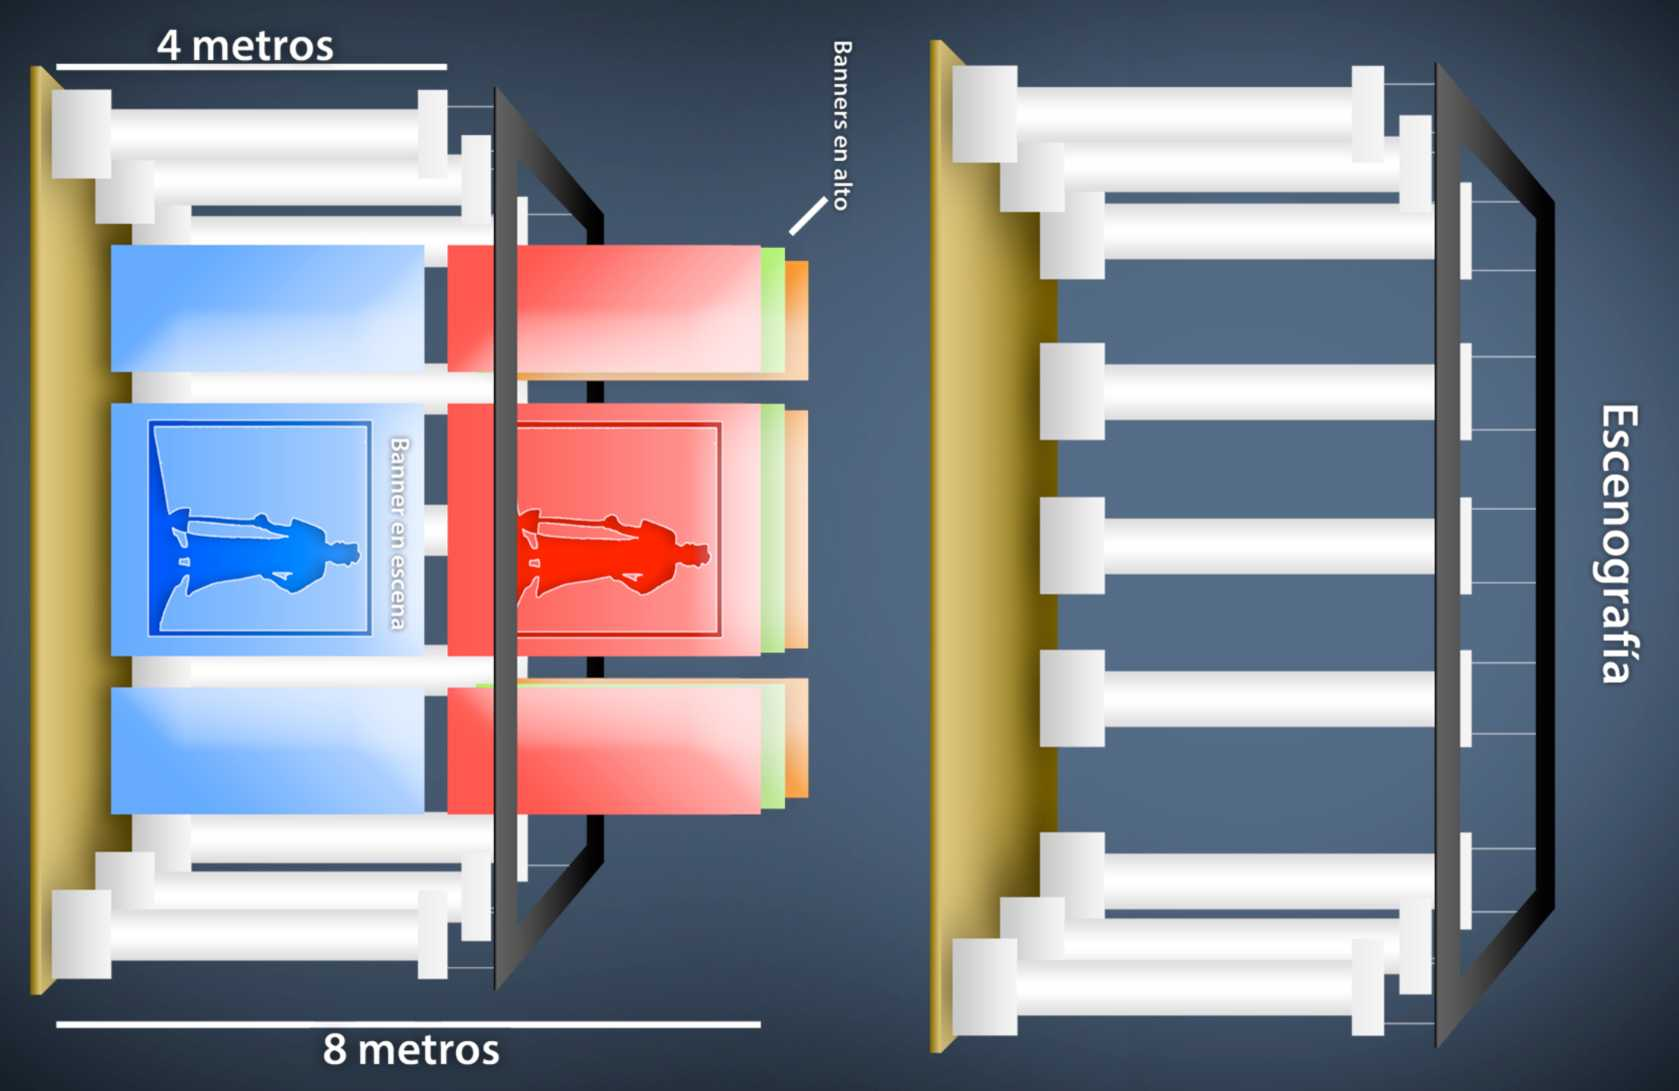 Escenografía
Banners en alto
Banner en escena
4 metros
8 metros